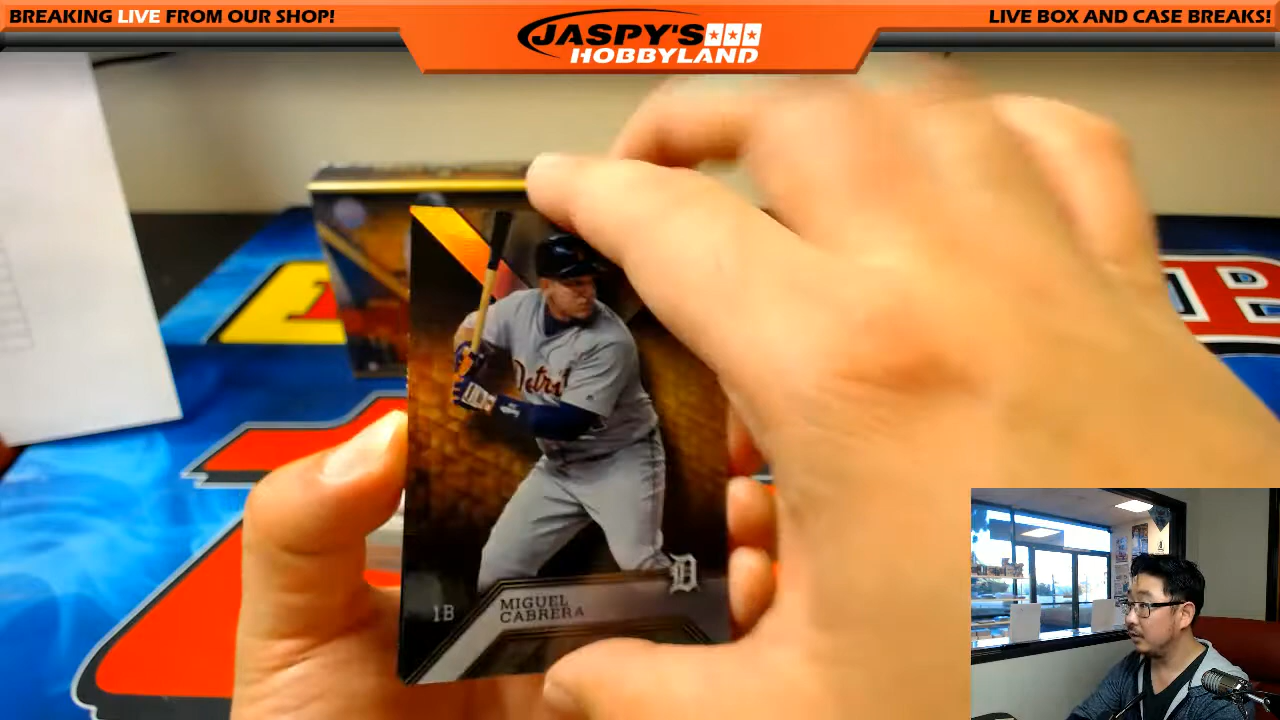 BREAKING LIVE FROM OUR SHOP!
JASPY'S
HOBBYLAND
LIVE BOX AND CASE BREAKS!
Detroit
D
1B
MIGUEL
CABRERA
B